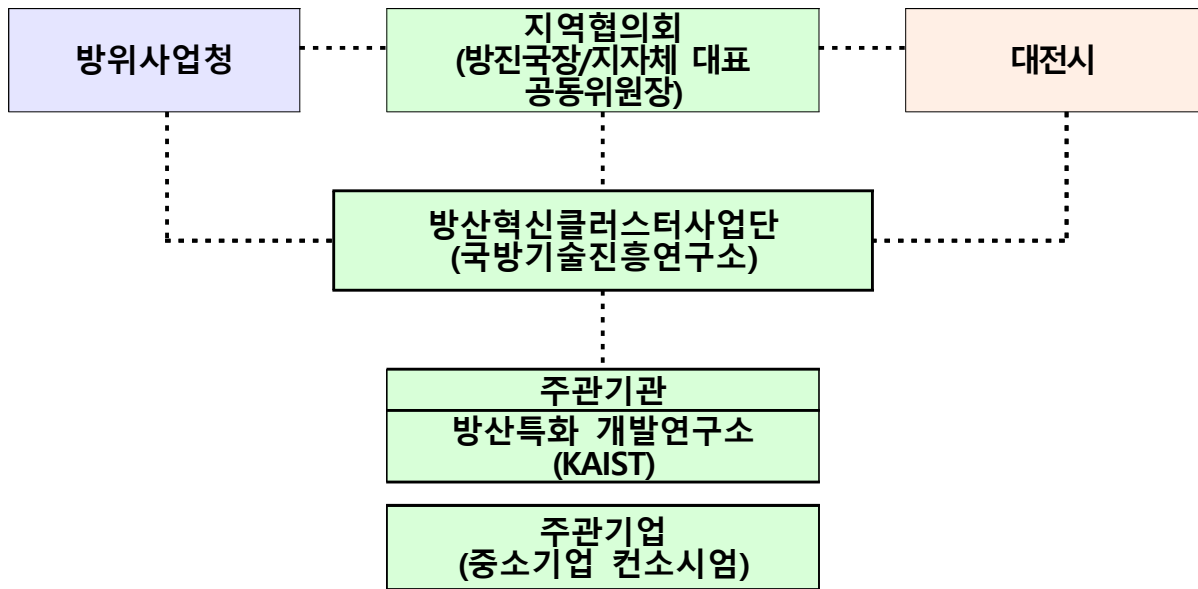 방위사업청
지역협의회
(방진국장/지자체 대표
공동위원장)
대전시
방산혁신클러스터사업단
(국방기술진흥연구소)
주관기관
방산특화 개발연구소
(KAIST)
주관기업
(중소기업 컨소시엄)